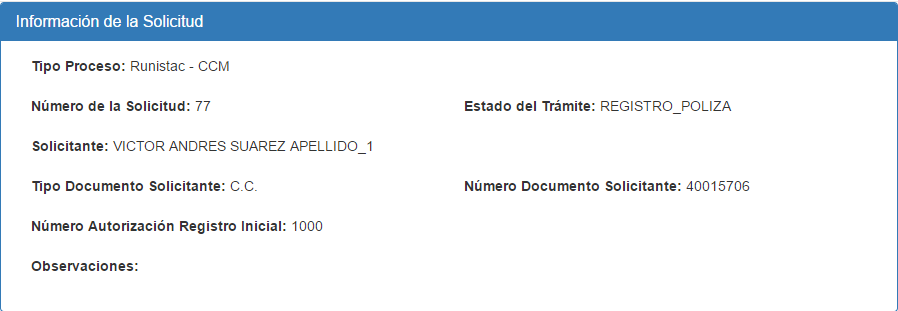 Información de la Solicitud
Tipo Proceso: Runistac - CCM
Número de la Solicitud: 77
Estado del Trámite: REGISTRO_POLIZA
Solicitante: VICTOR ANDRES SUAREZ APELLIDO_1
Tipo Documento Solicitante: C.C.
Número Documento Solicitante: 40015706
Número Autorización Registro Inicial: 1000
Observaciones: